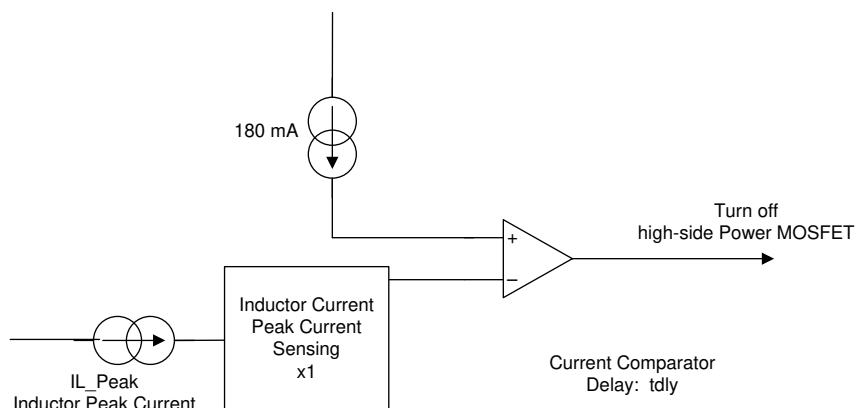 180 mA
Turn off
high-side Power MOSFET
+
−
Inductor Current
Peak Current
Sensing
x1
IL_Peak
Inductor Peak Current
Current Comparator
Delay: tdly